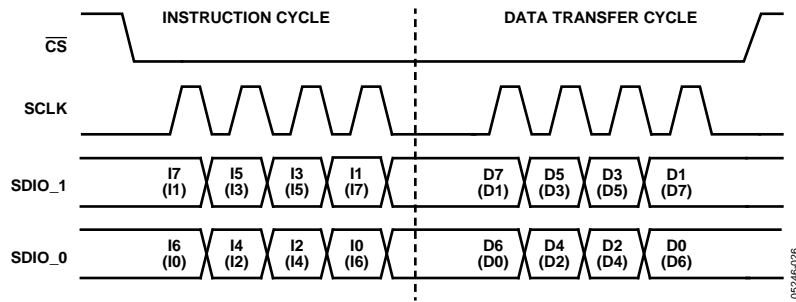 INSTRUCTION CYCLE DATA TRANSFER CYCLE
CS
SCLK
SDIO_1 I7 I5 I3 I1 D7 D5 D3 D1
(I1) (I3) (I5) (I7) (D1) (D3) (D5) (D7)
SDIO_0 I6 I4 I2 I0 D6 D4 D2 D0
(I0) (I2) (I4) (I6) (D0) (D2) (D4) (D6)
05246-026